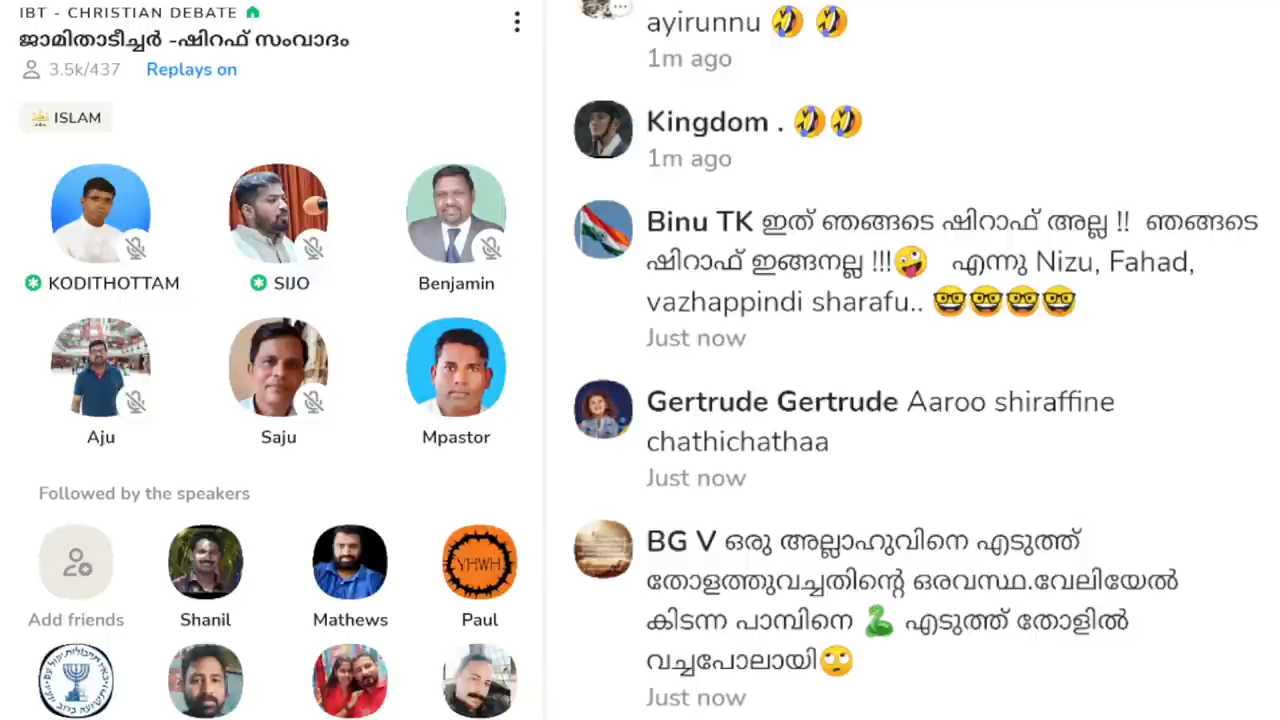 IBT - CHRISTIAN DEBATE
ജാമിതാടീച്ചർ -ഷിറഫ് സംവാദം
3.5k/437 Replays on
ISLAM
KODITHOTTAM SIJO Benjamin
Aju Saju Mpastor
Followed by the speakers
YHWH
Add friends Shanil Mathews Paul
ayirunnu 🤣 🤣
1m ago
Kingdom . 🤣🤣
1m ago
Binu TK ഇത് ഞങ്ങടെ ഷിറാഫ് അല്ല !! ഞങ്ങടെ
ഷിറാഫ് ഇങ്ങനല്ല !!!🤪 എന്നു Nizu, Fahad,
vazhappindi sharafu.. 🤓🤓🤓🤓
Just now
Gertrude Gertrude Aaroo shiraffine
chathichathaa
Just now
BG V ഒരു അല്ലാഹുവിനെ എടുത്ത്
തോളത്തുവച്ചതിന്റെ ഒരവസ്ഥ.വേലിയേൽ
കിടന്ന പാമ്പിനെ 🐍 എടുത്ത് തോളിൽ
വച്ചപോലായി🙄
Just now